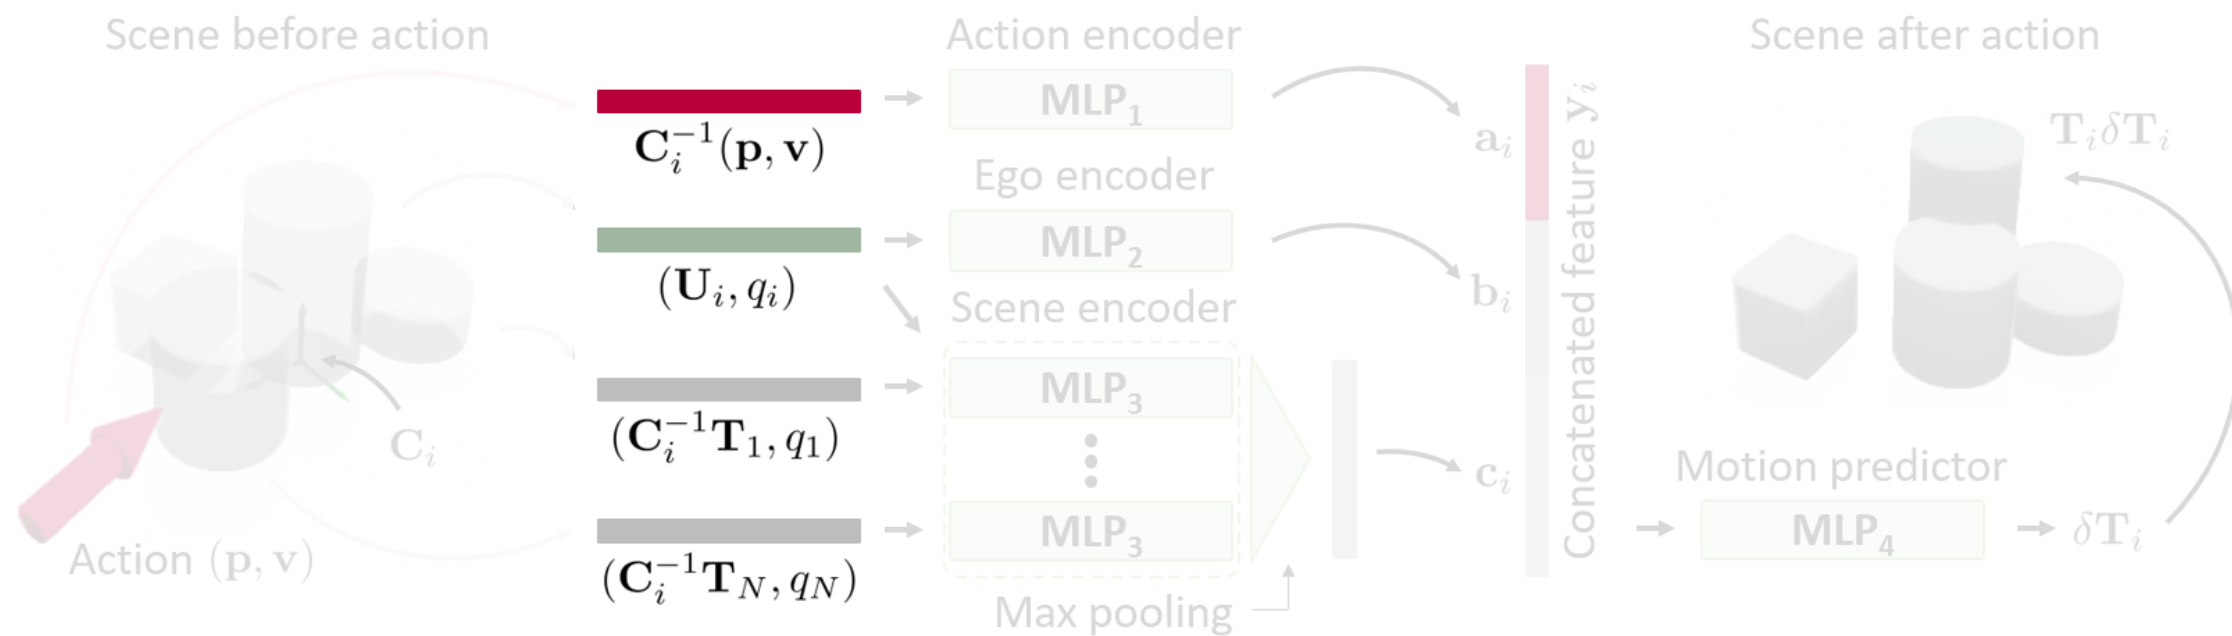 Scene before action
Action encoder
Scene after action
MLP₁
C_i^{-1}(p, v)
a_i
T_iδT_i
Ego encoder
MLP₂
(U_i, q_i)
b_i
Concatenated feature y_i
Scene encoder
MLP₃
(C_i^{-1}T_1, q_1)
C_i
⋮
c_i
Motion predictor
MLP₃
MLP₄
δT_i
Action (p, v)
(C_i^{-1}T_N, q_N)
Max pooling